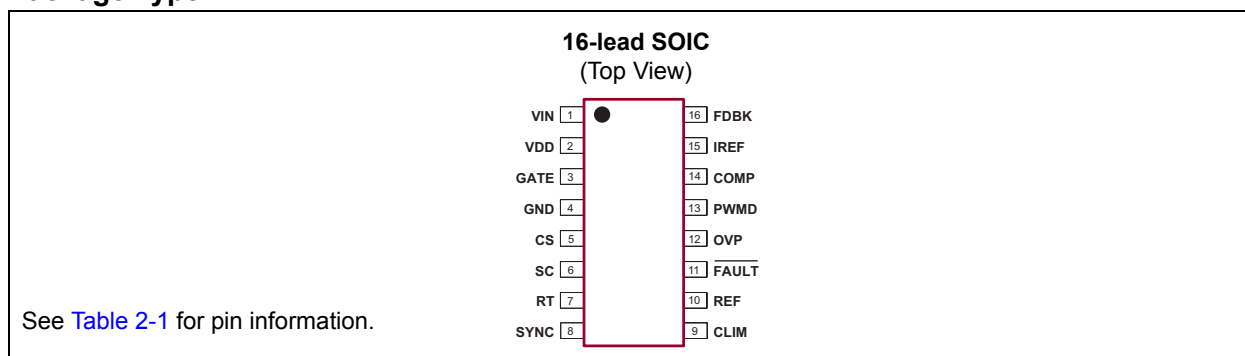 16-lead SOIC
(Top View)
VIN 1 16 FDBK
VDD 2 15 IREF
GATE 3 14 COMP
GND 4 13 PWMD
CS 5 12 OVP
SC 6 11 FAULT
RT 7 10 REF
SYNC 8 9 CLIM
See Table 2-1 for pin information.